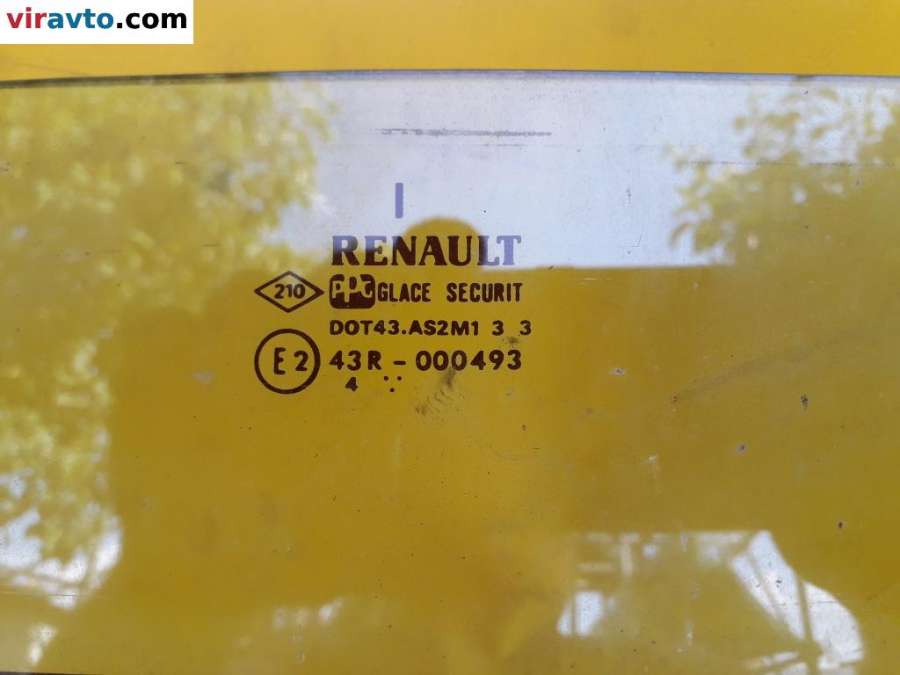 viravto.com
RENAULT
210 PPG GLACE SECURIT
DOT43.AS2M1 3 3
E2 43R - 000493
4